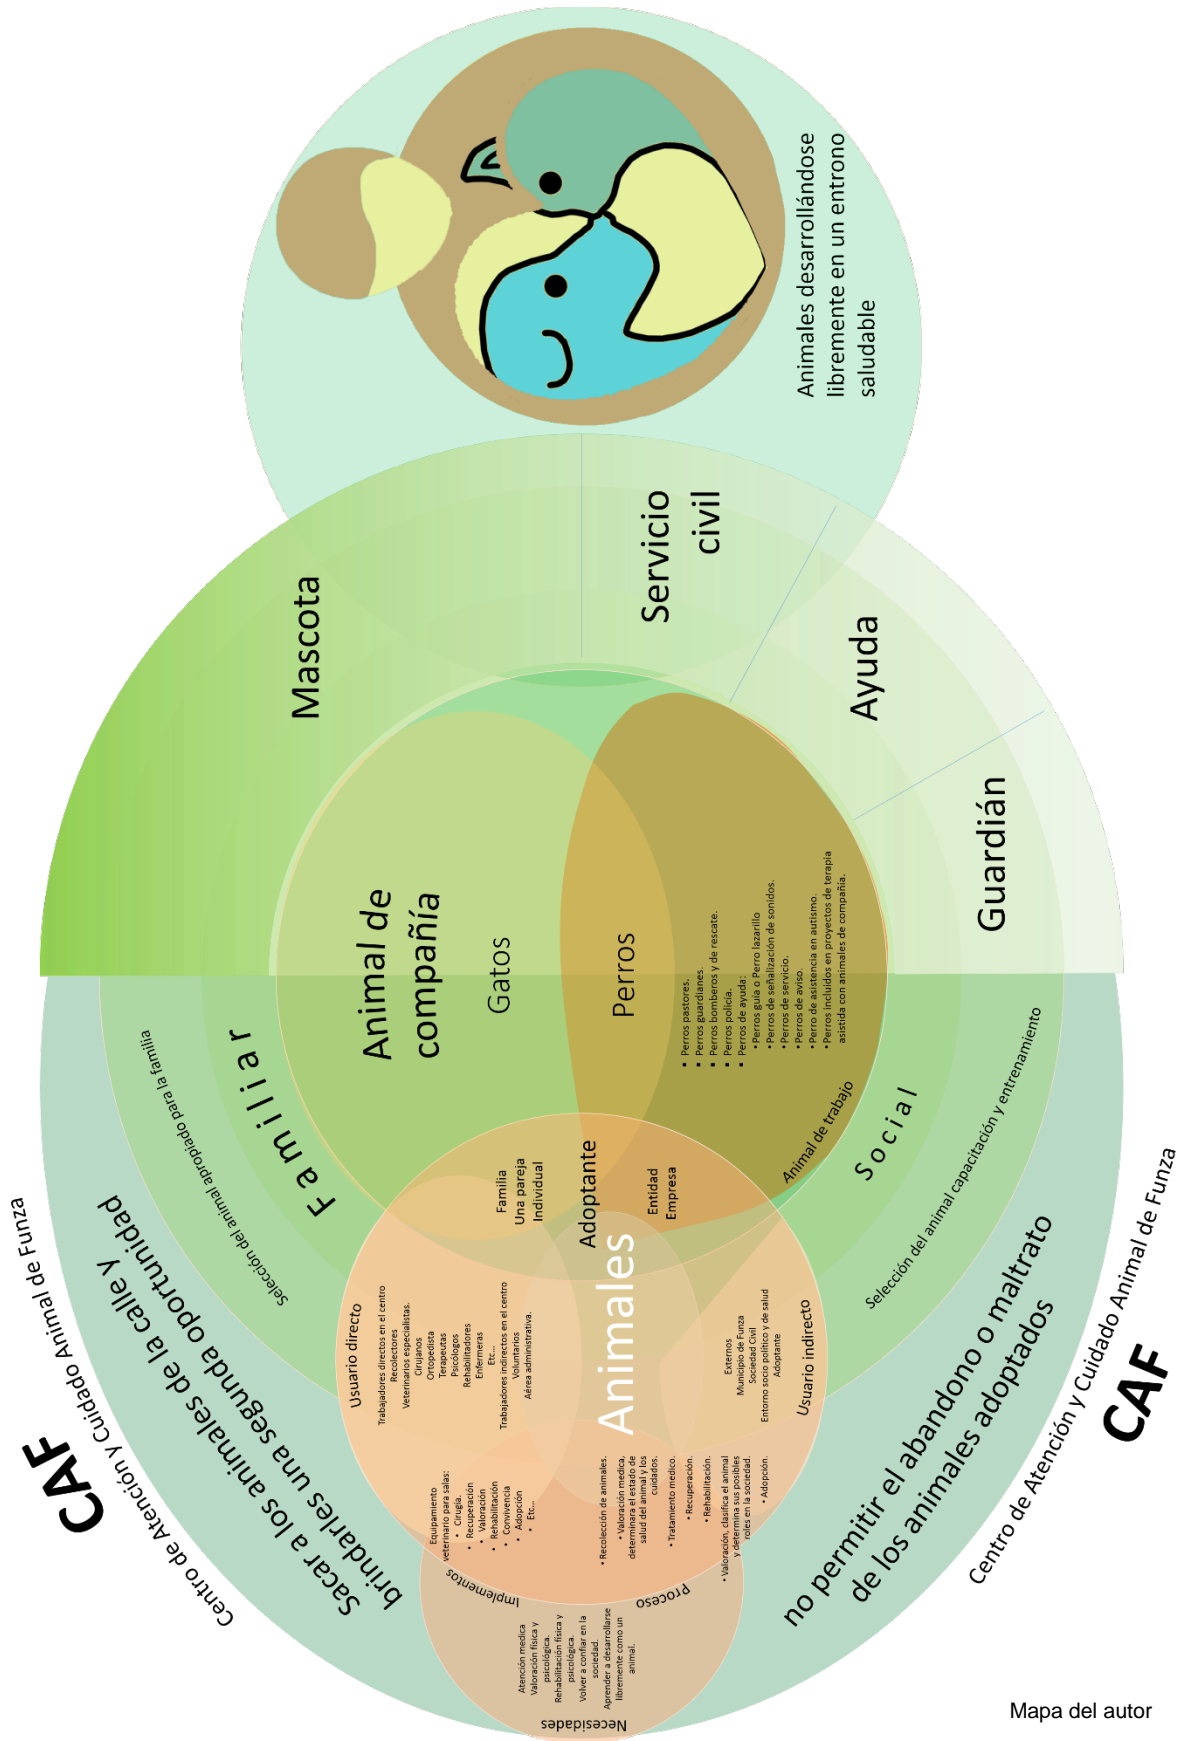 CAF
Centro de Atención y Cuidado Animal de Funza
Sacar a los animales de la calle y
brindarles una segunda oportunidad
Selección del animal apropiado para la familia
Familiar
Mascota
Animal de
compañía
Gatos
Perros
▪ Perros pastores.
▪ Perros guardianes.
▪ Perros bomberos y de rescate.
▪ Perros policía.
▪ Perros de ayuda:
• Perros guía o Perro lazarillo
• Perros de señalización de sonidos.
• Perros de servicio.
• Perros de aviso.
• Perro de asistencia en autismo.
• Perros incluidos en proyectos de terapia
asistida con animales de compañía.
Animal de trabajo
Social
Selección del animal capacitación y entrenamiento
Servicio
civil
Ayuda
Guardián
Animales desarrollándose
libremente en un entrono
saludable
Adoptante
Familia
Una pareja
Individual
Entidad
Empresa
Animales
Usuario directo
Trabajadores directos en el centro
Recolectores
Veterinarios especialistas.
Cirujanos
Ortopedista
Terapeutas
Psicólogos
Rehabilitadores
Enfermeras
Etc...
Trabajadores indirectos en el centro
Voluntarios
Aérea administrativa.
Usuario indirecto
Externos
Municipio de Funza
Sociedad Civil
Entorno socio político y de salud
Adoptante
Equipamiento
veterinario para salas:
• Cirugía.
• Recuperación
• Valoración
• Rehabilitación
• Convivencia
• Adopción
• Etc...
Implementos
• Recolección de animales.
• Valoración medica,
determinara el estado de
salud del animal y los
cuidados.
• Tratamiento medico.
• Recuperación.
• Rehabilitación.
• Valoración, clasifica el animal
y determina sus posibles
roles en la sociedad.
• Adopción.
Proceso
Atención medica
Valoración física y
psicológica.
Rehabilitación física y
psicológica.
Volver a confiar en la
sociedad.
Aprender a desarrollarse
libremente como un
animal.
Necesidades
no permitir el abandono o maltrato
de los animales adoptados
Centro de Atención y Cuidado Animal de Funza
CAF
Mapa del autor